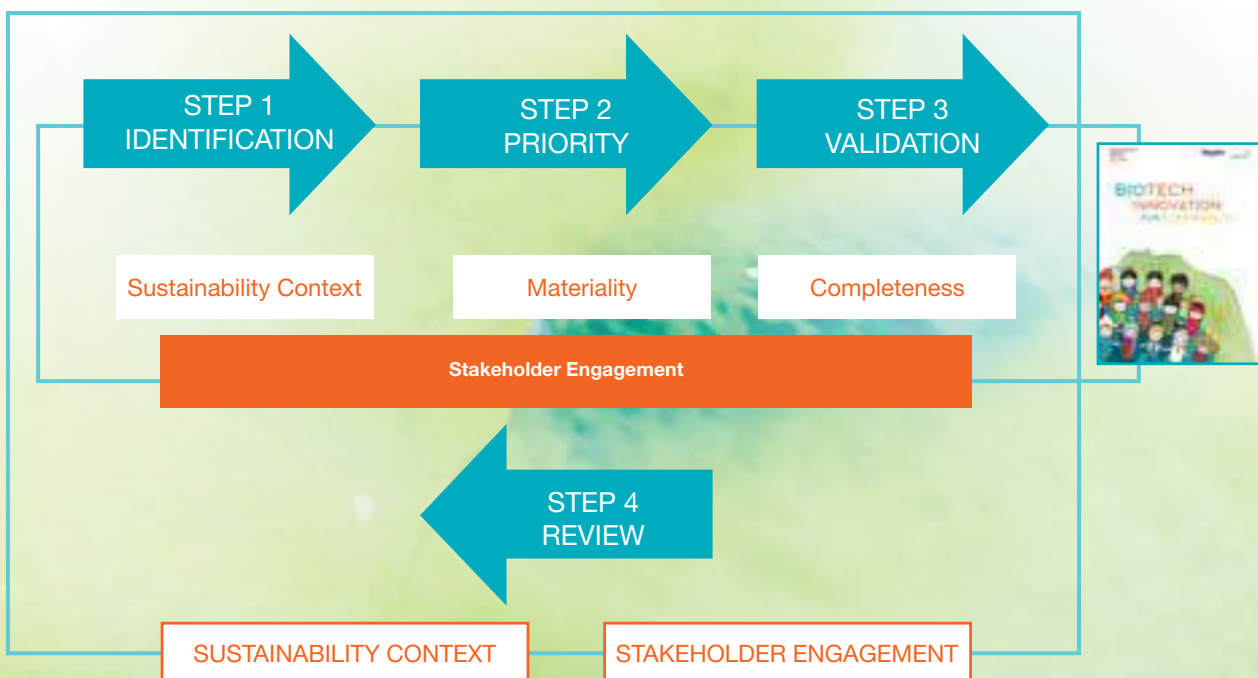 STEP 1
IDENTIFICATION
STEP 2
PRIORITY
STEP 3
VALIDATION
BIOTECH
INNOVATION
Sustainability Context
Materiality
Completeness
Stakeholder Engagement
STEP 4
REVIEW
SUSTAINABILITY CONTEXT
STAKEHOLDER ENGAGEMENT